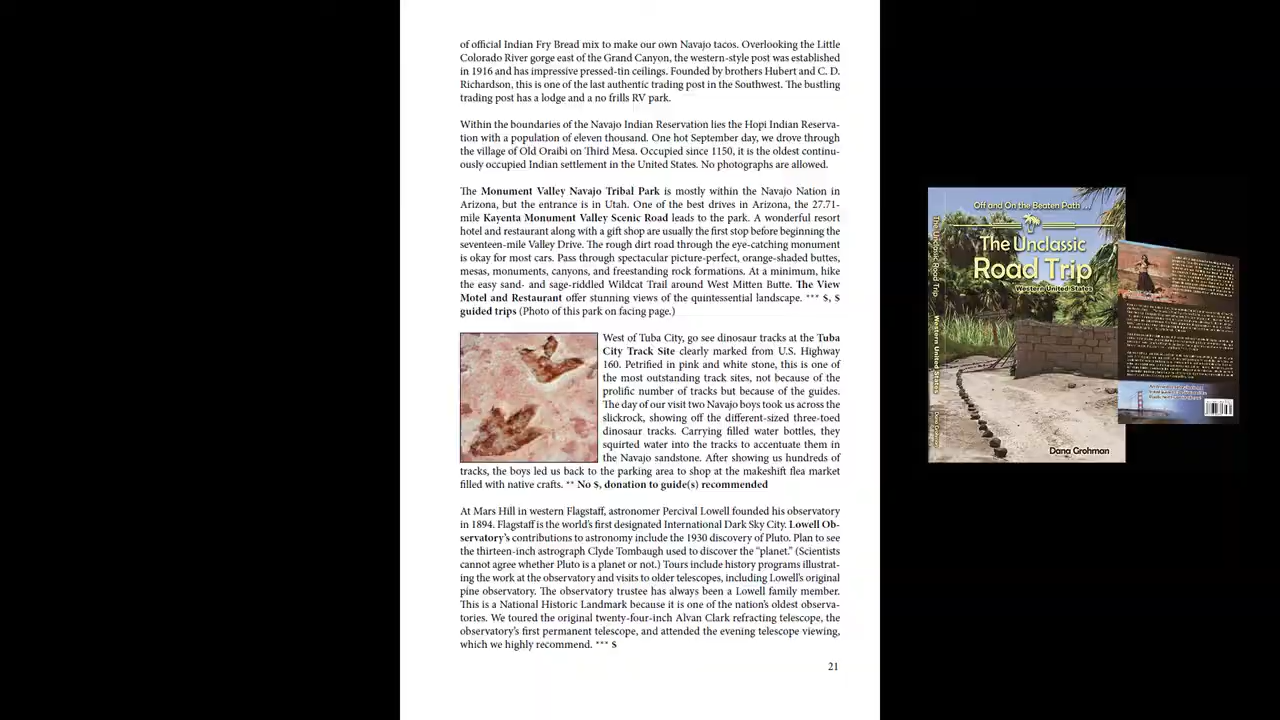 of official Indian Fry Bread mix to make our own Navajo tacos. Overlooking the Little
Colorado River gorge east of the Grand Canyon, the western-style post was established
in 1916 and has impressive pressed-tin ceilings. Founded by brothers Hubert and C. D.
Richardson, this is one of the last authentic trading post in the Southwest. The bustling
trading post has a lodge and a no frills RV park.
Within the boundaries of the Navajo Indian Reservation lies the Hopi Indian Reserva-
tion with a population of eleven thousand. One hot September day, we drove through
the village of Old Oraibi on Third Mesa. Occupied since 1150, it is the oldest continu-
ously occupied Indian settlement in the United States. No photographs are allowed.
The Monument Valley Navajo Tribal Park is mostly within the Navajo Nation in
Arizona, but the entrance is in Utah. One of the best drives in Arizona, the 27.71-
mile Kayenta Monument Valley Scenic Road leads to the park. A wonderful resort
hotel and restaurant along with a gift shop are usually the first stop before beginning the
seventeen-mile Valley Drive. The rough dirt road through the eye-catching monument
is okay for most cars. Pass through spectacular picture-perfect, orange-shaded buttes,
mesas, monuments, canyons, and freestanding rock formations. At a minimum, hike
the easy sand- and sage-riddled Wildcat Trail around West Mitten Butte. The View
Motel and Restaurant offer stunning views of the quintessential landscape. *** $, $
guided trips (Photo of this park on facing page.)
West of Tuba City, go see dinosaur tracks at the Tuba
City Track Site clearly marked from U.S. Highway
160. Petrified in pink and white stone, this is one of
the most outstanding track sites, not because of the
prolific number of tracks but because of the guides.
The day of our visit two Navajo boys took us across the
slickrock, showing off the different-sized three-toed
dinosaur tracks. Carrying filled water bottles, they
squirted water into the tracks to accentuate them in
the Navajo sandstone. After showing us hundreds of
tracks, the boys led us back to the parking area to shop at the makeshift flea market
filled with native crafts. ** No $, donation to guide(s) recommended
At Mars Hill in western Flagstaff, astronomer Percival Lowell founded his observatory
in 1894. Flagstaff is the world's first designated International Dark Sky City. Lowell Ob-
servatory's contributions to astronomy include the 1930 discovery of Pluto. Plan to see
the thirteen-inch astrograph Clyde Tombaugh used to discover the "planet." (Scientists
cannot agree whether Pluto is a planet or not.) Tours include history programs illustrat-
ing the work at the observatory and visits to older telescopes, including Lowell's original
pine observatory. The observatory trustee has always been a Lowell family member.
This is a National Historic Landmark because it is one of the nation's oldest observa-
tories. We toured the original twenty-four-inch Alvan Clark refracting telescope, the
observatory's first permanent telescope, and attended the evening telescope viewing,
which we highly recommend. *** $
21
Off and On the Beaten Path ...
The Unclassic
Road Trip
Western United States
Dana Grohman
The Unclassic Road Trip
Western United States
Dana Grohman